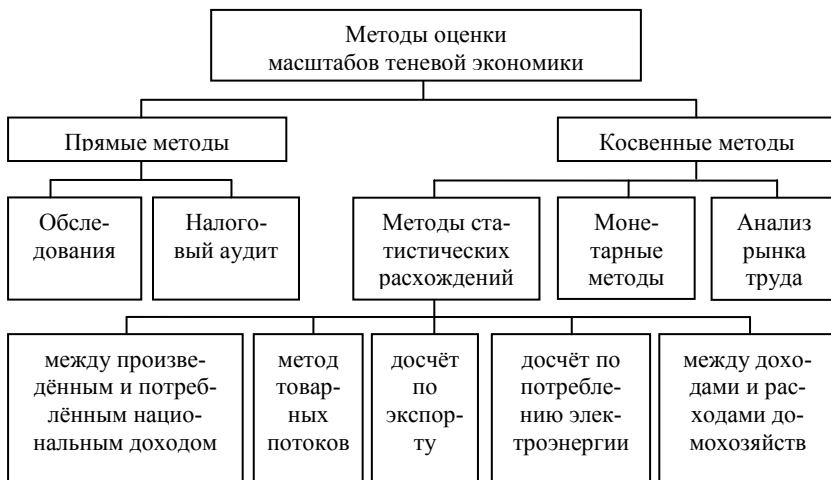 Методы оценки
масштабов теневой экономики
Прямые методы
Косвенные методы
Обсле-
дования
Налого-
вый аудит
Методы ста-
тистических
расхождений
Моне-
тарные
методы
Анализ
рынка
труда
между произве-
дённым и потреб-
лённым нацио-
нальным доходом
метод
товар-
ных
потоков
досчёт
по
экспор-
ту
досчёт по
потребле-
нию элек-
троэнергии
между дохо-
дами и рас-
ходами до-
мохозяйств